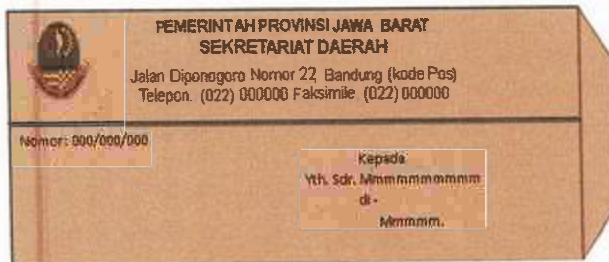 PEMERINTAH PROVINSI JAWA BARAT
SEKRETARIAT DAERAH
Jalan Diponogoro Nomor 22, Bandung (kode Pos)
Telepon. (022) 000000 Faksimile. (022) 000000
Nomor: 000/000/000
Kepada
Yth. Sdr. Mmmmmmmmmm
di -
Mmmmm.